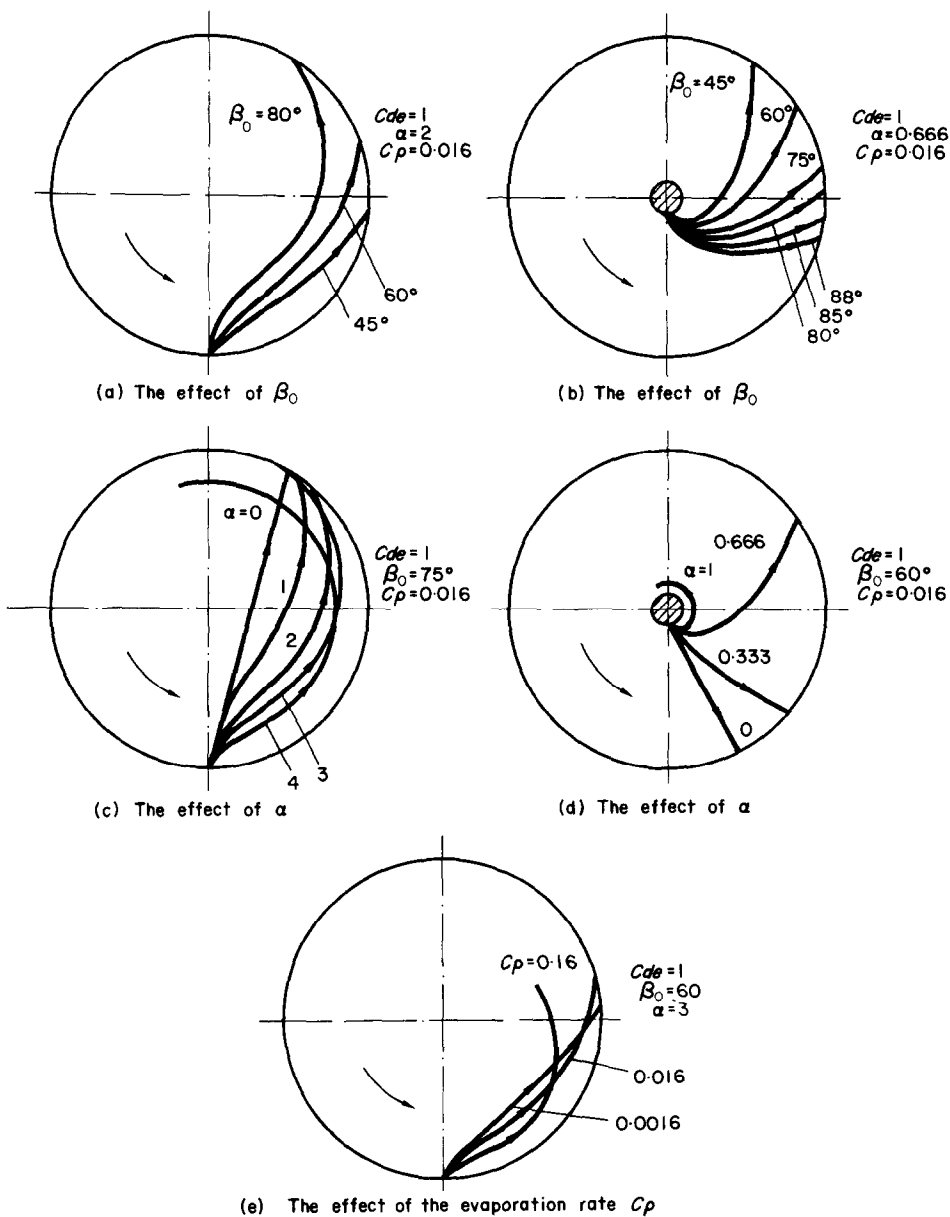 β₀=80°
Cde=1
α=2
Cρ=0·016
60°
45°
(a) The effect of β₀
β₀=45°
60°
75°
Cde=1
α=0·666
Cρ=0·016
88°
85°
80°
(b) The effect of β₀
α=0
1
2
3
4
Cde=1
β₀=75°
Cρ=0·016
(c) The effect of α
0·666
α=1
0·333
0
Cde=1
β₀=60°
Cρ=0·016
(d) The effect of α
Cρ=0·16
Cde=1
β₀=60
α=3
0·016
0·0016
(e) The effect of the evaporation rate Cρ